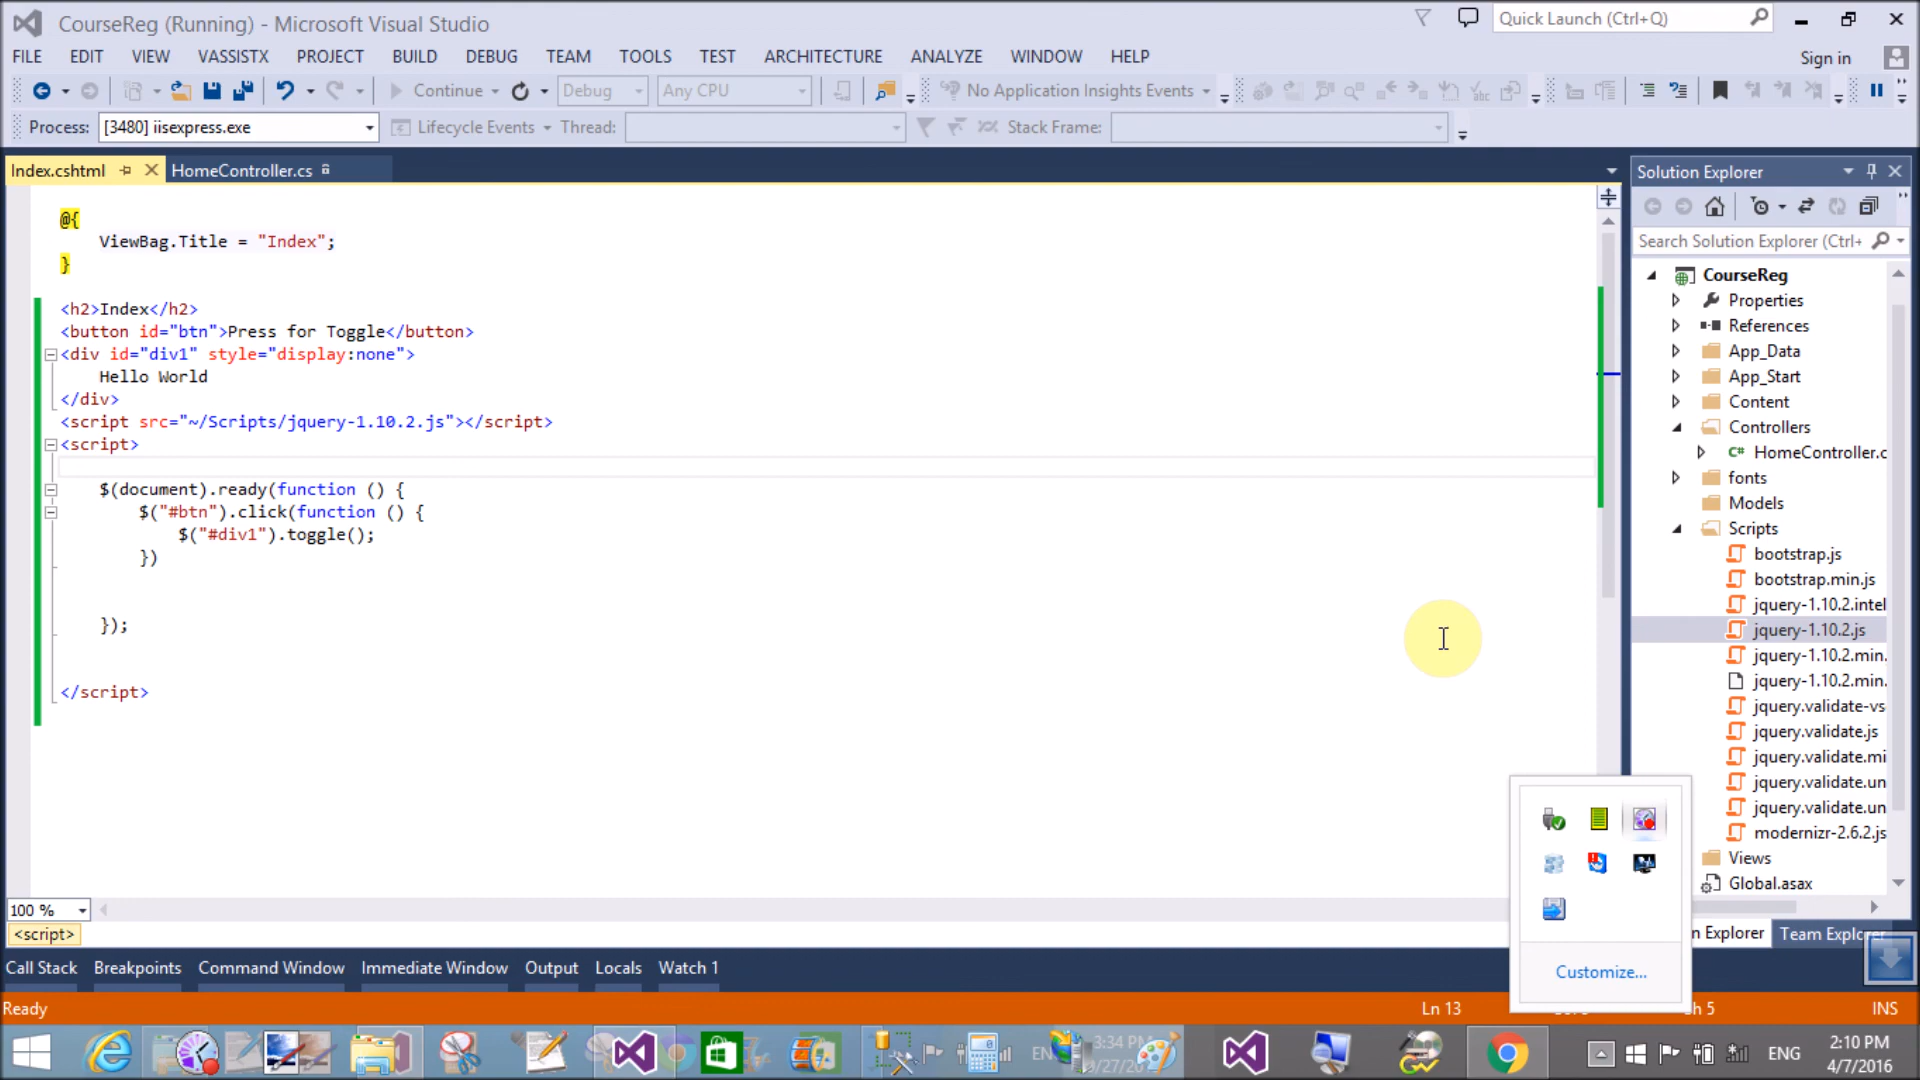 CourseReg (Running) - Microsoft Visual Studio
Quick Launch (Ctrl+Q)
FILE EDIT VIEW VASSISTX PROJECT BUILD DEBUG TEAM TOOLS TEST ARCHITECTURE ANALYZE WINDOW HELP
Sign in
Continue Debug Any CPU No Application Insights Events
Process: [3480] iisexpress.exe Lifecycle Events Thread: Stack Frame:
Index.cshtml HomeController.cs
@{
ViewBag.Title = "Index";
}
<h2>Index</h2>
<button id="btn">Press for Toggle</button>
<div id="div1" style="display:none">
Hello World
</div>
<script src="~/Scripts/jquery-1.10.2.js"></script>
<script>
$(document).ready(function () {
$("#btn").click(function () {
$("#div1").toggle();
})
});
</script>
100 %
<script>
Solution Explorer
Search Solution Explorer (Ctrl+
CourseReg
Properties
References
App_Data
App_Start
Content
Controllers
C# HomeController.c
fonts
Models
Scripts
bootstrap.js
bootstrap.min.js
jquery-1.10.2.intel
jquery-1.10.2.js
jquery-1.10.2.min.
jquery-1.10.2.min.
jquery.validate-vs
jquery.validate.js
jquery.validate.mi
jquery.validate.un
jquery.validate.un
modernizr-2.6.2.js
Views
Global.asax
n Explorer Team Explorer
Customize...
Call Stack Breakpoints Command Window Immediate Window Output Locals Watch 1
Ready
Ln 13
Ch 5
INS
3:34 PM
ENG
2:10 PM
4/7/2016